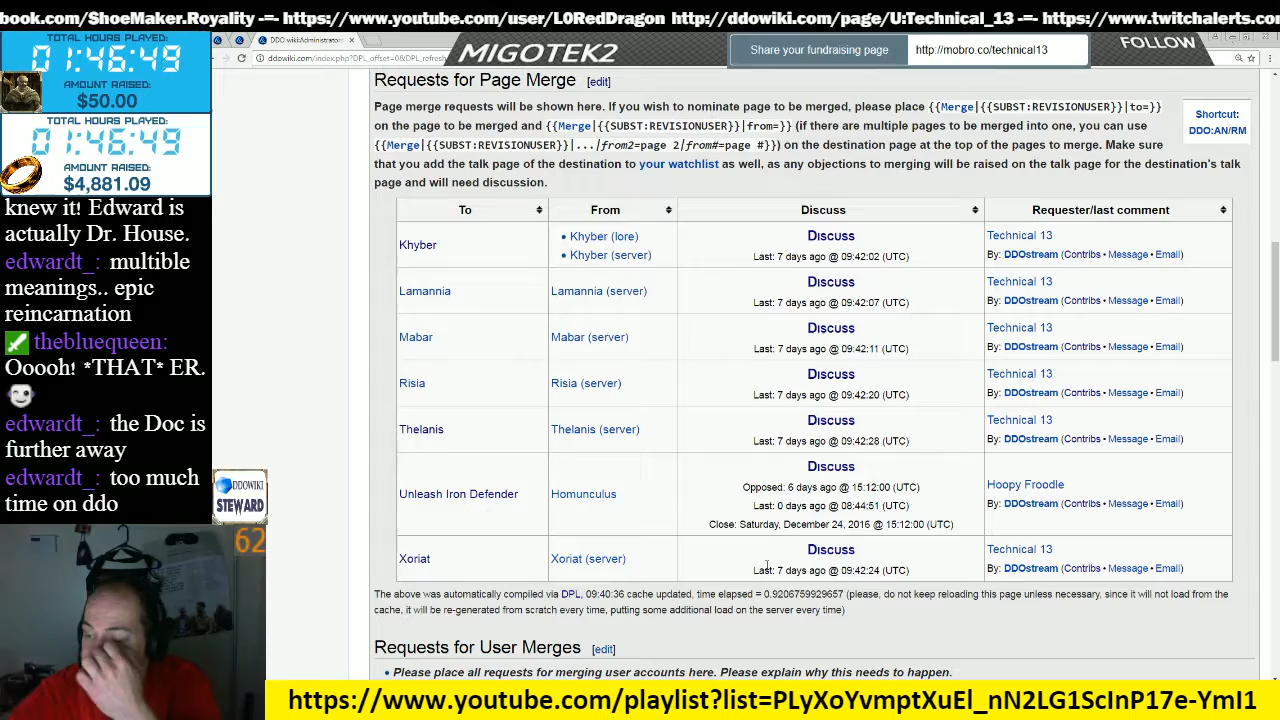 book.com/ShoeMaker.Royality -=- https://www.youtube.com/user/L0RedDragon http://ddowiki.com/page/U:Technical_13 -=- https://www.twitchalerts.co
TOTAL HOURS PLAYED:
01:46:49
AMOUNT RAISED:
$50.00
TOTAL HOURS PLAYED:
01:46:49
AMOUNT RAISED:
$4,881.09
knew it! Edward is
actually Dr. House.
edwardt_: multible
meanings.. epic
reincarnation
thebluequeen:
Ooooh! *THAT* ER.
edwardt_: the Doc is
further away
edwardt_: too much
time on ddo
DDOWIKI
STEWARD
62
DDO wiki:Administrators'
ddowiki.com/index.php?DPL_offset=0&DPL_refresh
MIGOTEK2
Share your fundraising page
http://mobro.co/technical13
FOLLOW
Requests for Page Merge [edit]
Page merge requests will be shown here. If you wish to nominate page to be merged, please place {{Merge|{{SUBST:REVISIONUSER}}|to=}}
on the page to be merged and {{Merge|{{SUBST:REVISIONUSER}}|from=}} (if there are multiple pages to be merged into one, you can use
{{Merge|{{SUBST:REVISIONUSER}}|...|from2=page 2|from#=page #}}) on the destination page at the top of the pages to merge. Make sure
that you add the talk page of the destination to your watchlist as well, as any objections to merging will be raised on the talk page for the destination's talk
page and will need discussion.
Shortcut:
DDO:AN/RM
To From Discuss Requester/last comment
Khyber
Khyber (lore)
Khyber (server)
Discuss
Last: 7 days ago @ 09:42:02 (UTC)
Technical 13
By: DDOstream (Contribs • Message • Email)
Lamannia
Lamannia (server)
Discuss
Last: 7 days ago @ 09:42:07 (UTC)
Technical 13
By: DDOstream (Contribs • Message • Email)
Mabar
Mabar (server)
Discuss
Last: 7 days ago @ 09:42:11 (UTC)
Technical 13
By: DDOstream (Contribs • Message • Email)
Risia
Risia (server)
Discuss
Last: 7 days ago @ 09:42:20 (UTC)
Technical 13
By: DDOstream (Contribs • Message • Email)
Thelanis
Thelanis (server)
Discuss
Last: 7 days ago @ 09:42:28 (UTC)
Technical 13
By: DDOstream (Contribs • Message • Email)
Unleash Iron Defender
Homunculus
Discuss
Opposed: 6 days ago @ 15:12:00 (UTC)
Last: 0 days ago @ 08:44:51 (UTC)
Close: Saturday, December 24, 2016 @ 15:12:00 (UTC)
Hoopy Froodle
By: DDOstream (Contribs • Message • Email)
Xoriat
Xoriat (server)
Discuss
Last: 7 days ago @ 09:42:24 (UTC)
Technical 13
By: DDOstream (Contribs • Message • Email)
The above was automatically compiled via DPL, 09:40:36 cache updated, time elapsed = 0.9206759929657 (please, do not keep reloading this page unless necessary, since it will not load from the
cache, it will be re-generated from scratch every time, putting some additional load on the server every time)
Requests for User Merges [edit]
Please place all requests for merging user accounts here. Please explain why this needs to happen.
https://www.youtube.com/playlist?list=PLyXoYvmptXuEl_nN2LG1ScInP17e-YmI1